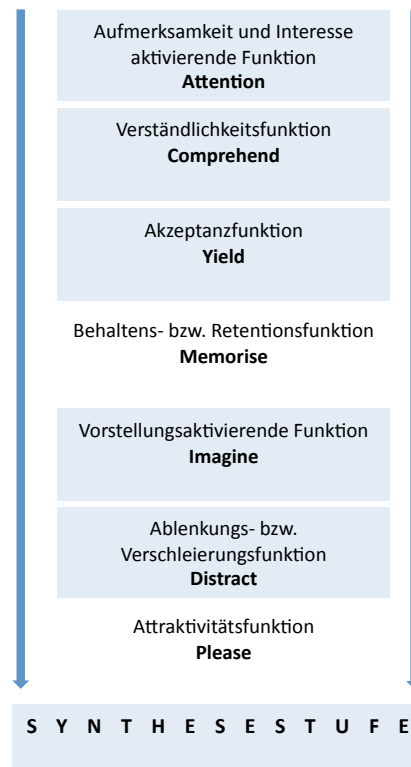 Aufmerksamkeit und Interesse
aktivierende Funktion
Attention
Verständlichkeitsfunktion
Comprehend
Akzeptanzfunktion
Yield
Behaltens- bzw. Retentionsfunktion
Memorise
Vorstellungsaktivierende Funktion
Imagine
Ablenkungs- bzw.
Verschleierungsfunktion
Distract
Attraktivitätsfunktion
Please
S Y N T H E S E S T U F E